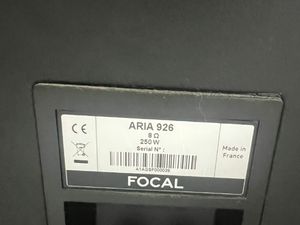 CE
ARIA 926
8 Ω
250 W
Serial N° :
Made in
France
FOCAL